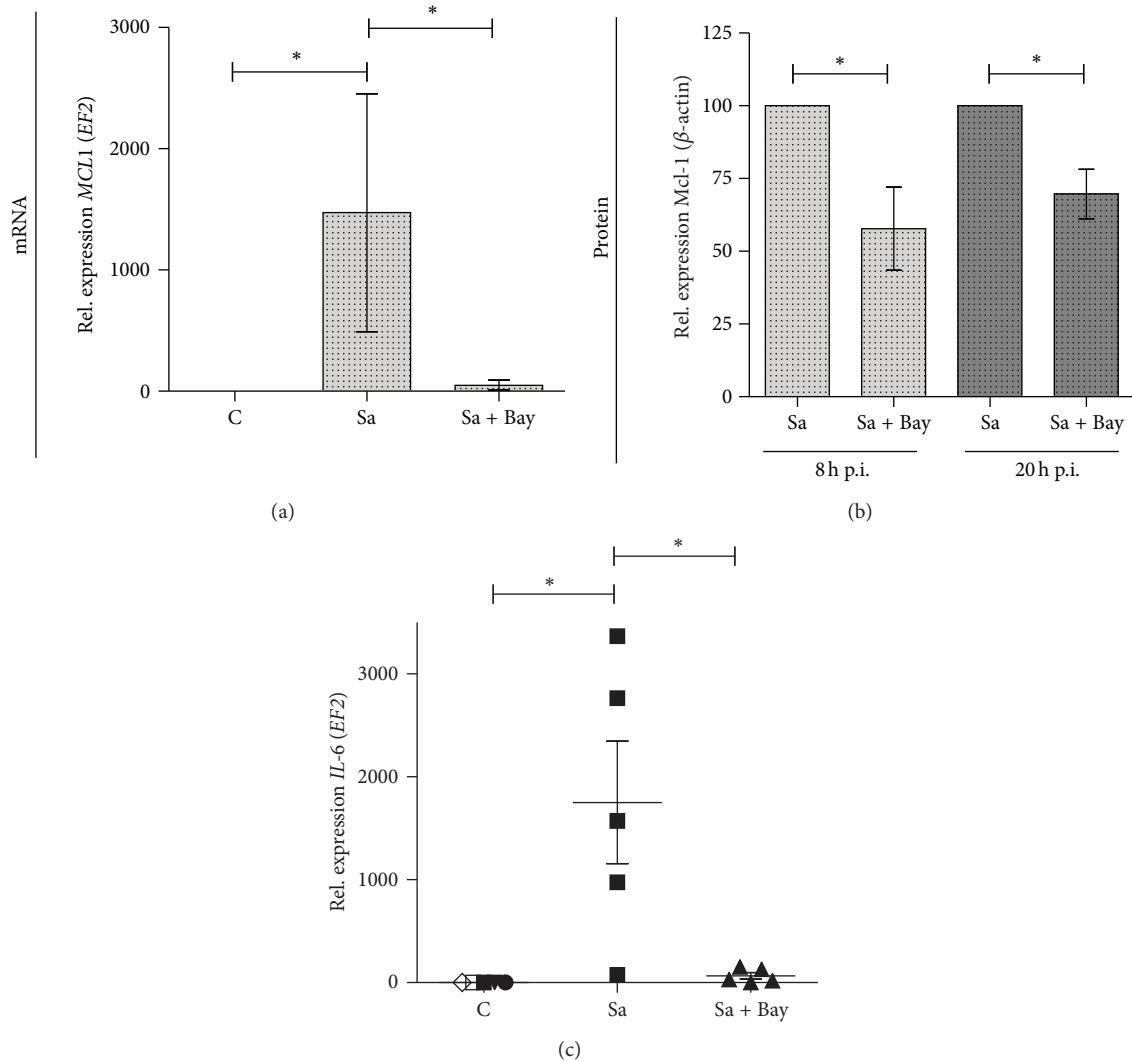 mRNA
Rel. expression MCL1 (EF2)
3000
2000
1000
0
*
*
C
Sa
Sa + Bay
(a)
Protein
Rel. expression Mcl-1 (β-actin)
125
100
75
50
25
0
*
*
Sa
Sa + Bay
Sa
Sa + Bay
8 h p.i.
20 h p.i.
(b)
Rel. expression IL-6 (EF2)
3000
2000
1000
0
*
*
C
Sa
Sa + Bay
(c)